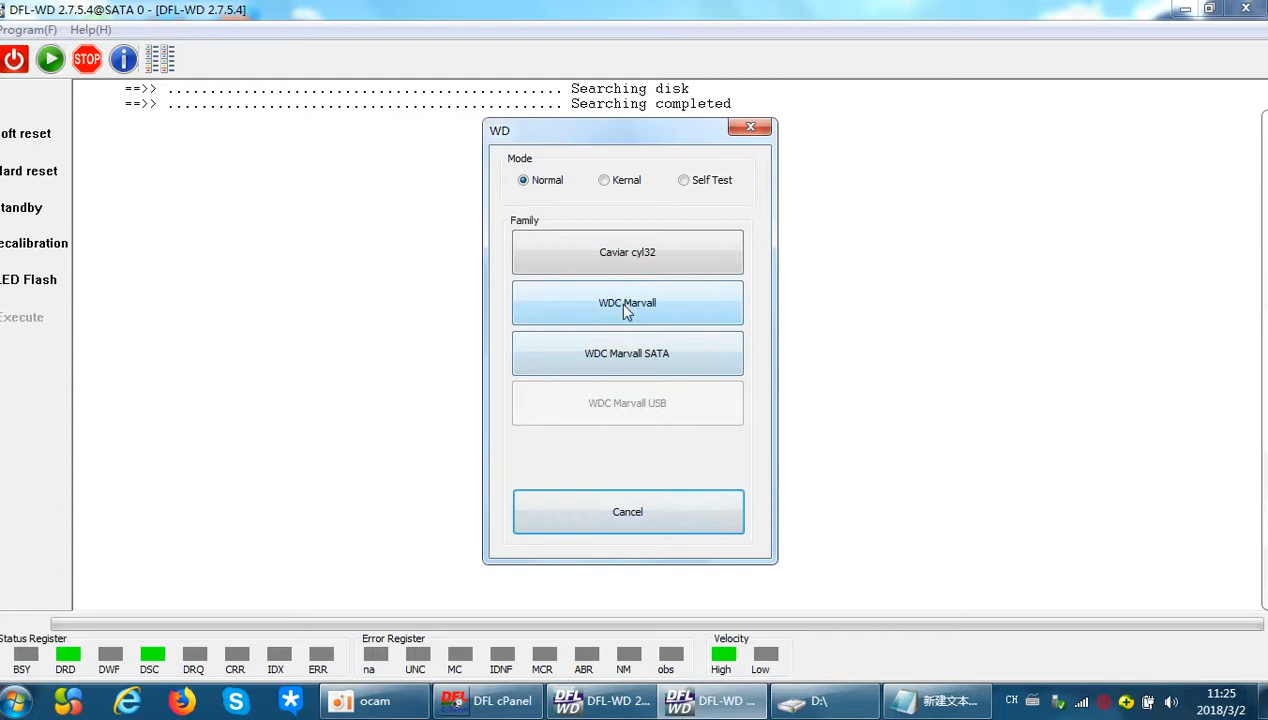 DFL-WD 2.7.5.4@SATA 0 - [DFL-WD 2.7.5.4]
Program(F) Help(H)
STOP
==>> ............................................... Searching disk
==>> ............................................... Searching completed
oft reset
ard reset
tandby
ecalibration
ED Flash
Execute
WD
Mode
Normal Kernal Self Test
Family
Caviar cyl32
WDC Marvall
WDC Marvall SATA
WDC Marvall USB
Cancel
Status Register Error Register Velocity
BSY DRD DWF DSC DRQ CRR IDX ERR na UNC MC IDNF MCR ABR NM obs High Low
ocam DFL cPanel DFL-WD 2... DFL-WD ... D:\ 新建文本... CH 11:25
2018/3/2